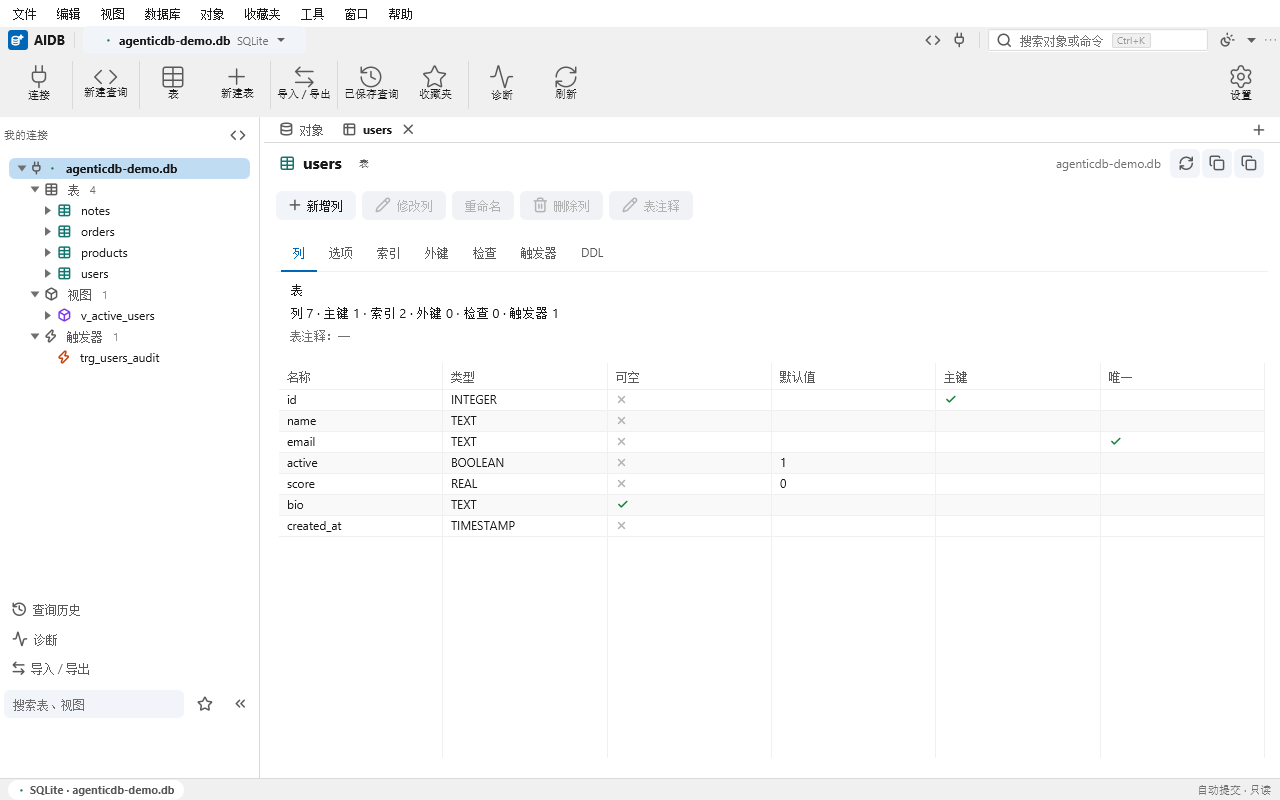 文件 编辑 视图 数据库 对象 收藏夹 工具 窗口 帮助
AIDB · agenticdb-demo.db SQLite 搜索对象或命令 Ctrl+K
连接 新建查询 表 新建表 导入 / 导出 已保存查询 收藏夹 诊断 刷新 设置
我的连接
· agenticdb-demo.db
表 4
notes
orders
products
users
视图 1
v_active_users
触发器 1
trg_users_audit
查询历史
诊断
导入 / 导出
搜索表、视图
对象 users
users 表 agenticdb-demo.db
新增列 修改列 重命名 删除列 表注释
列 选项 索引 外键 检查 触发器 DDL
表
列 7 · 主键 1 · 索引 2 · 外键 0 · 检查 0 · 触发器 1
表注释：—
名称 类型 可空 默认值 主键 唯一
id INTEGER
name TEXT
email TEXT
active BOOLEAN 1
score REAL 0
bio TEXT
created_at TIMESTAMP
· SQLite · agenticdb-demo.db 自动提交 · 只读